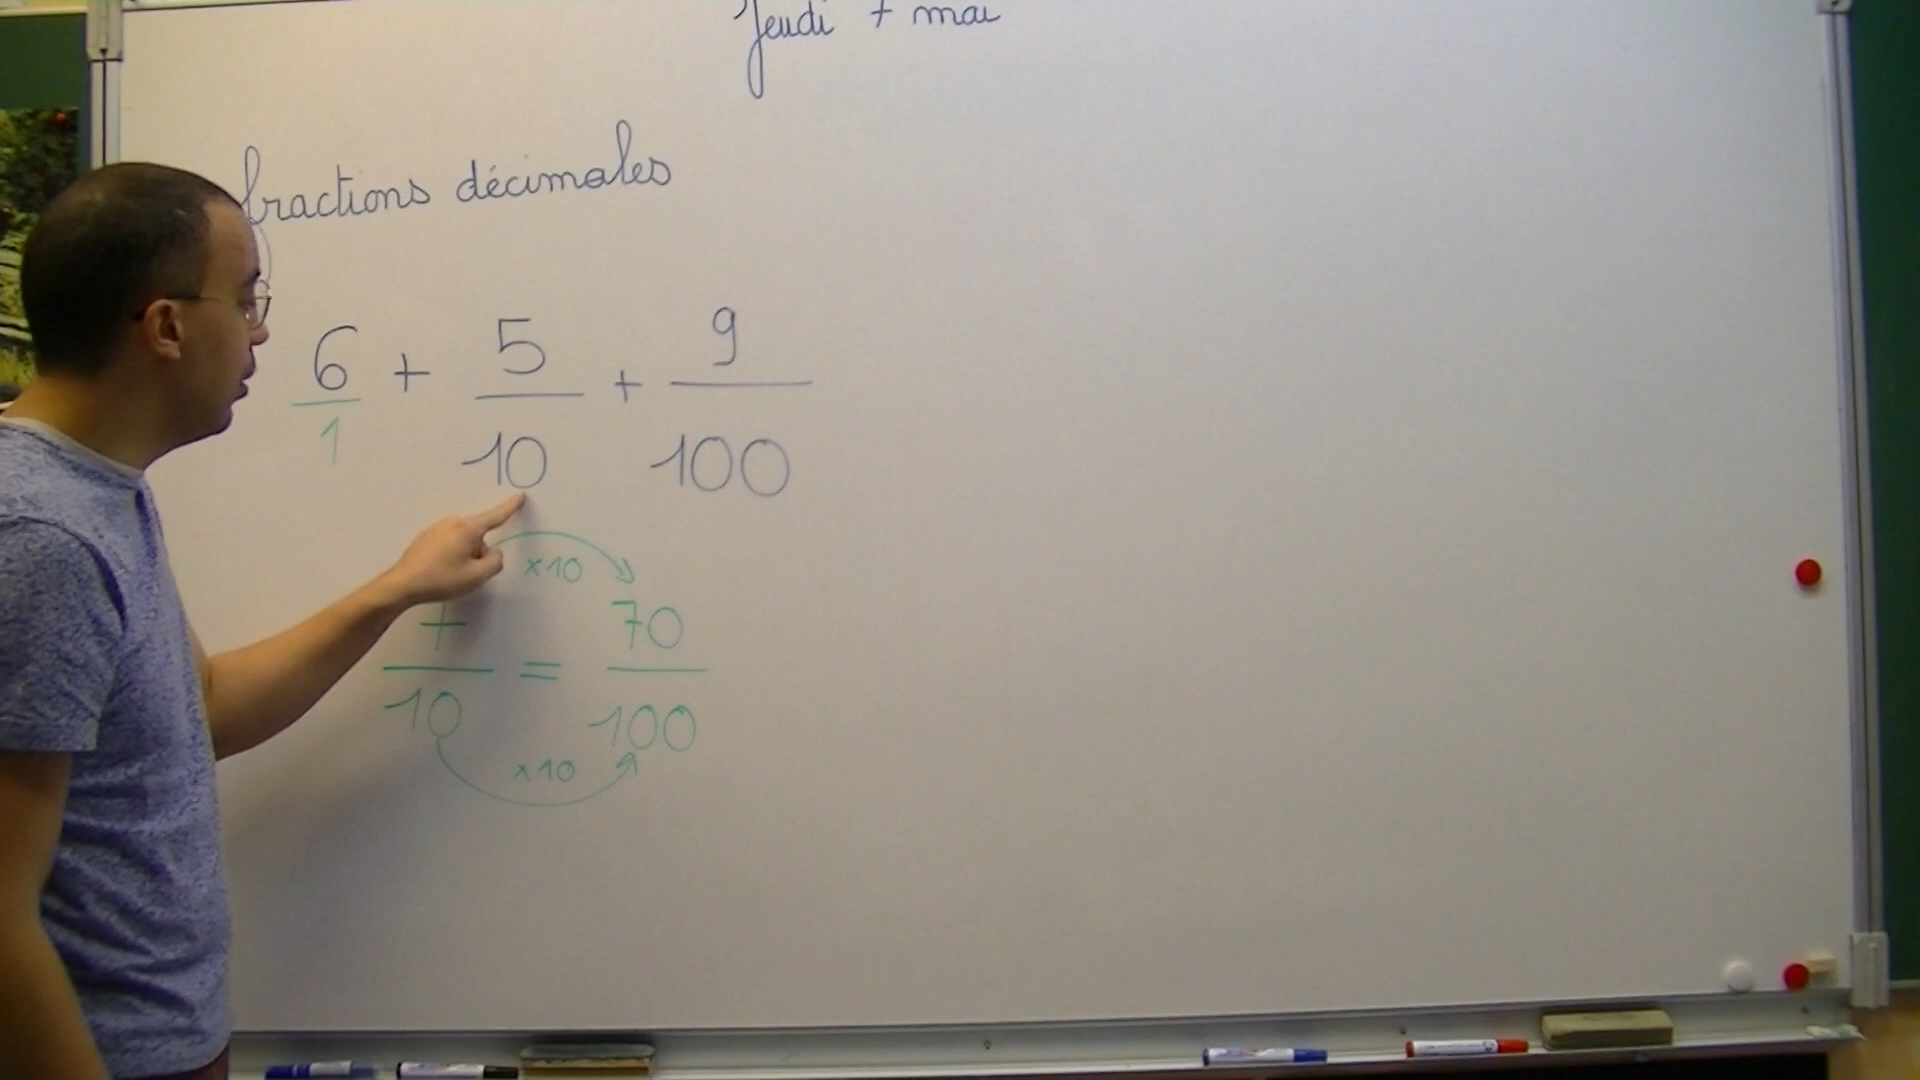 Jeudi 7 mai
fractions décimales
6/1 + 5/10 + 9/100
×10
7/10 = 70/100
×10